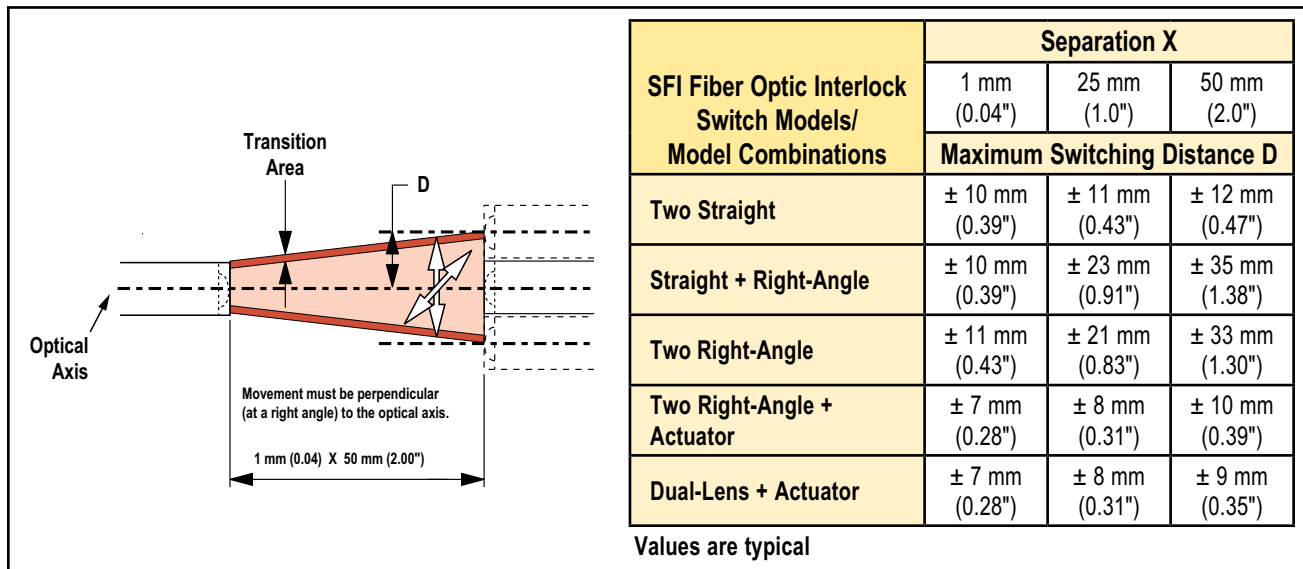 Transition
Area
D
Optical
Axis
Movement must be perpendicular
(at a right angle) to the optical axis.
1 mm (0.04) X 50 mm (2.00")
SFI Fiber Optic Interlock
Switch Models/
Model Combinations
Separation X
1 mm
(0.04")
25 mm
(1.0")
50 mm
(2.0")
Maximum Switching Distance D
Two Straight
± 10 mm
(0.39")
± 11 mm
(0.43")
± 12 mm
(0.47")
Straight + Right-Angle
± 10 mm
(0.39")
± 23 mm
(0.91")
± 35 mm
(1.38")
Two Right-Angle
± 11 mm
(0.43")
± 21 mm
(0.83")
± 33 mm
(1.30")
Two Right-Angle +
Actuator
± 7 mm
(0.28")
± 8 mm
(0.31")
± 10 mm
(0.39")
Dual-Lens + Actuator
± 7 mm
(0.28")
± 8 mm
(0.31")
± 9 mm
(0.35")
Values are typical